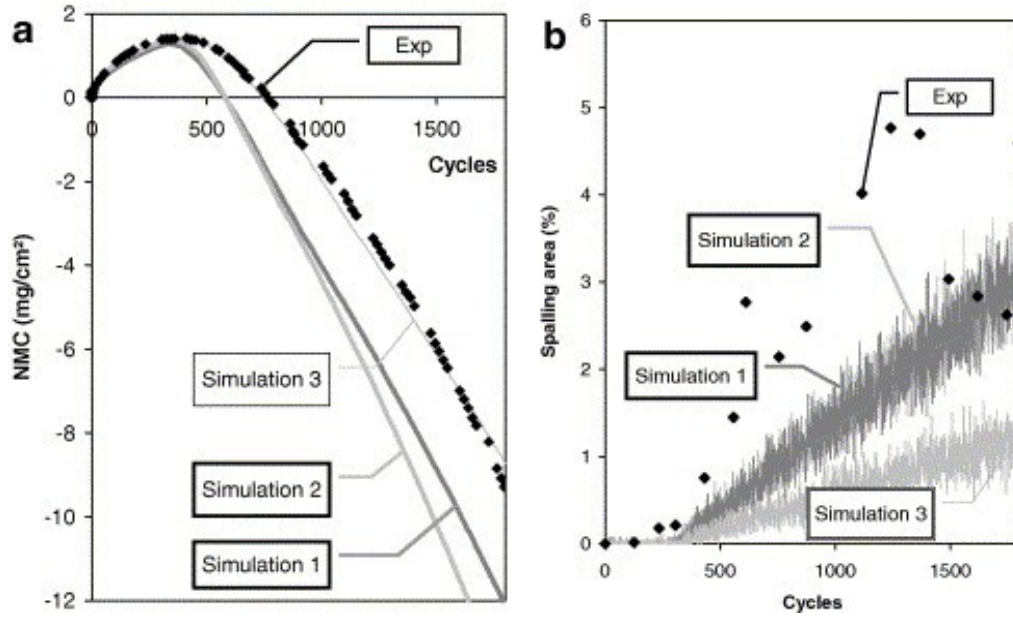 a
2
0
-2
-4
-6
-8
-10
-12
NMC (mg/cm²)
0
500
1000
1500
Cycles
Exp
Simulation 3
Simulation 2
Simulation 1
b
6
5
4
3
2
1
0
Spalling area (%)
0
500
1000
1500
Cycles
Exp
Simulation 2
Simulation 1
Simulation 3